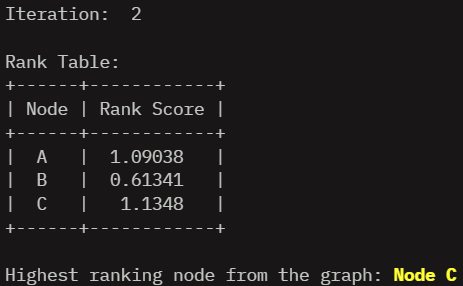 Iteration:  2

Rank Table:
+------+------------+
| Node | Rank Score |
+------+------------+
|  A   |  1.09038   |
|  B   |  0.61341   |
|  C   |   1.1348   |
+------+------------+

Highest ranking node from the graph: Node C